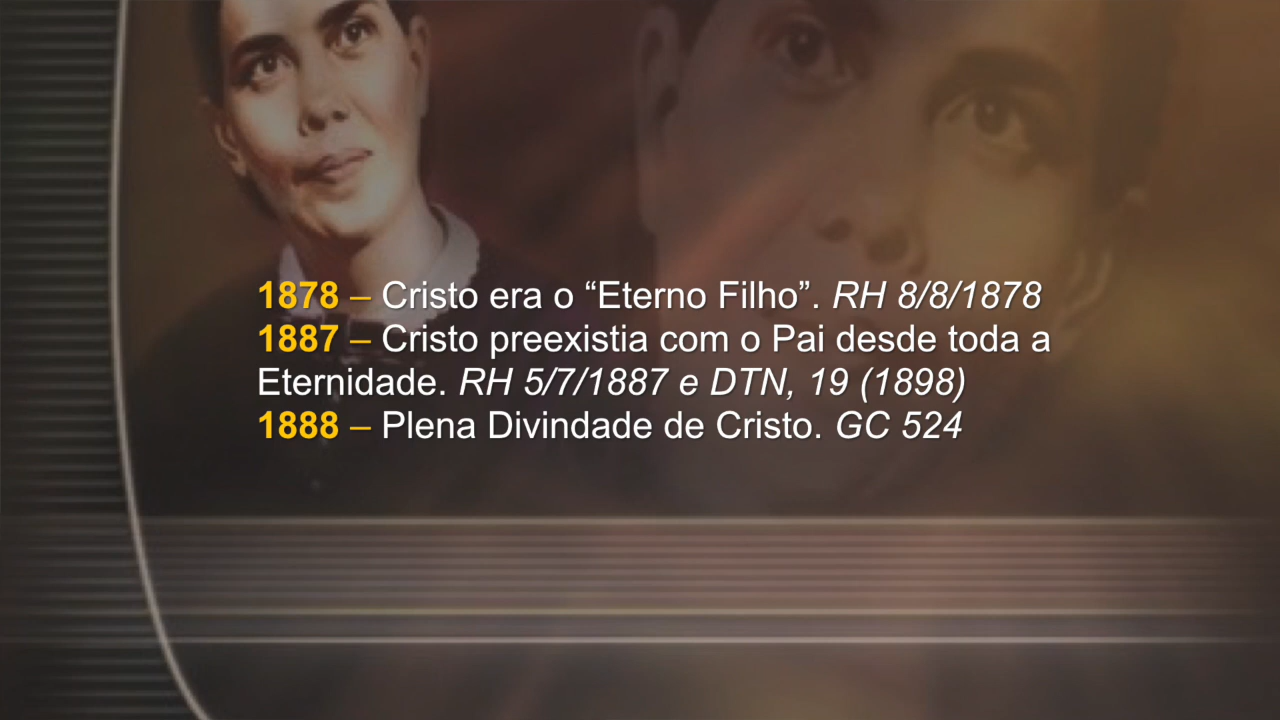 1878 – Cristo era o “Eterno Filho”. RH 8/8/1878
1887 – Cristo preexistia com o Pai desde toda a
Eternidade. RH 5/7/1887 e DTN, 19 (1898)
1888 – Plena Divindade de Cristo. GC 524